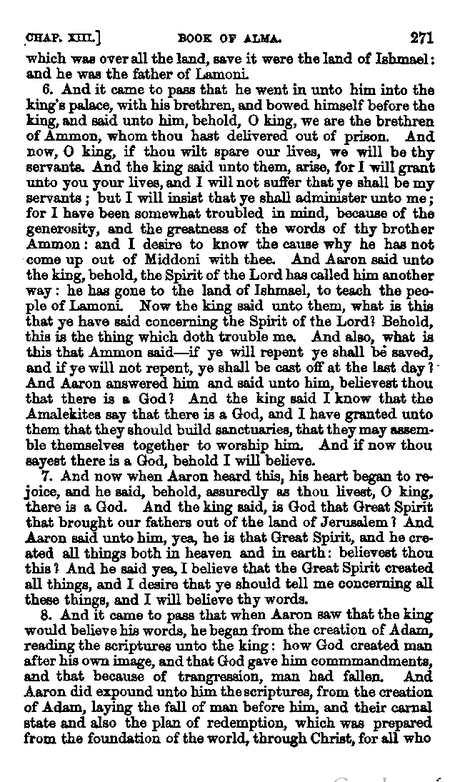 CHAP. XIII.] BOOK OF ALMA. 271
which was over all the land, save it were the land of Ishmael:
and he was the father of Lamoni.
6. And it came to pass that he went in unto him into the
king's palace, with his brethren, and bowed himself before the
king, and said unto him, behold, O king, we are the brethren
of Ammon, whom thou hast delivered out of prison. And
now, O king, if thou wilt spare our lives, we will be thy
servants. And the king said unto them, arise, for I will grant
unto you your lives, and I will not suffer that ye shall be my
servants; but I will insist that ye shall administer unto me;
for I have been somewhat troubled in mind, because of the
generosity, and the greatness of the words of thy brother
Ammon: and I desire to know the cause why he has not
come up out of Middoni with thee. And Aaron said unto
the king, behold, the Spirit of the Lord has called him another
way: he has gone to the land of Ishmael, to teach the peo-
ple of Lamoni. Now the king said unto them, what is this
that ye have said concerning the Spirit of the Lord? Behold,
this is the thing which doth trouble me. And also, what is
this that Ammon said—if ye will repent ye shall be saved,
and if ye will not repent, ye shall be cast off at the last day?
And Aaron answered him and said unto him, believest thou
that there is a God? And the king said I know that the
Amalekites say that there is a God, and I have granted unto
them that they should build sanctuaries, that they may assem-
ble themselves together to worship him. And if now thou
sayest there is a God, behold I will believe.
7. And now when Aaron heard this, his heart began to re-
joice, and he said, behold, assuredly as thou livest, O king,
there is a God. And the king said, is God that Great Spirit
that brought our fathers out of the land of Jerusalem? And
Aaron said unto him, yea, he is that Great Spirit, and he cre-
ated all things both in heaven and in earth: believest thou
this? And he said yea, I believe that the Great Spirit created
all things, and I desire that ye should tell me concerning all
these things, and I will believe thy words.
8. And it came to pass that when Aaron saw that the king
would believe his words, he began from the creation of Adam,
reading the scriptures unto the king: how God created man
after his own image, and that God gave him commmandments,
and that because of trangression, man had fallen. And
Aaron did expound unto him the scriptures, from the creation
of Adam, laying the fall of man before him, and their carnal
state and also the plan of redemption, which was prepared
from the foundation of the world, through Christ, for all who